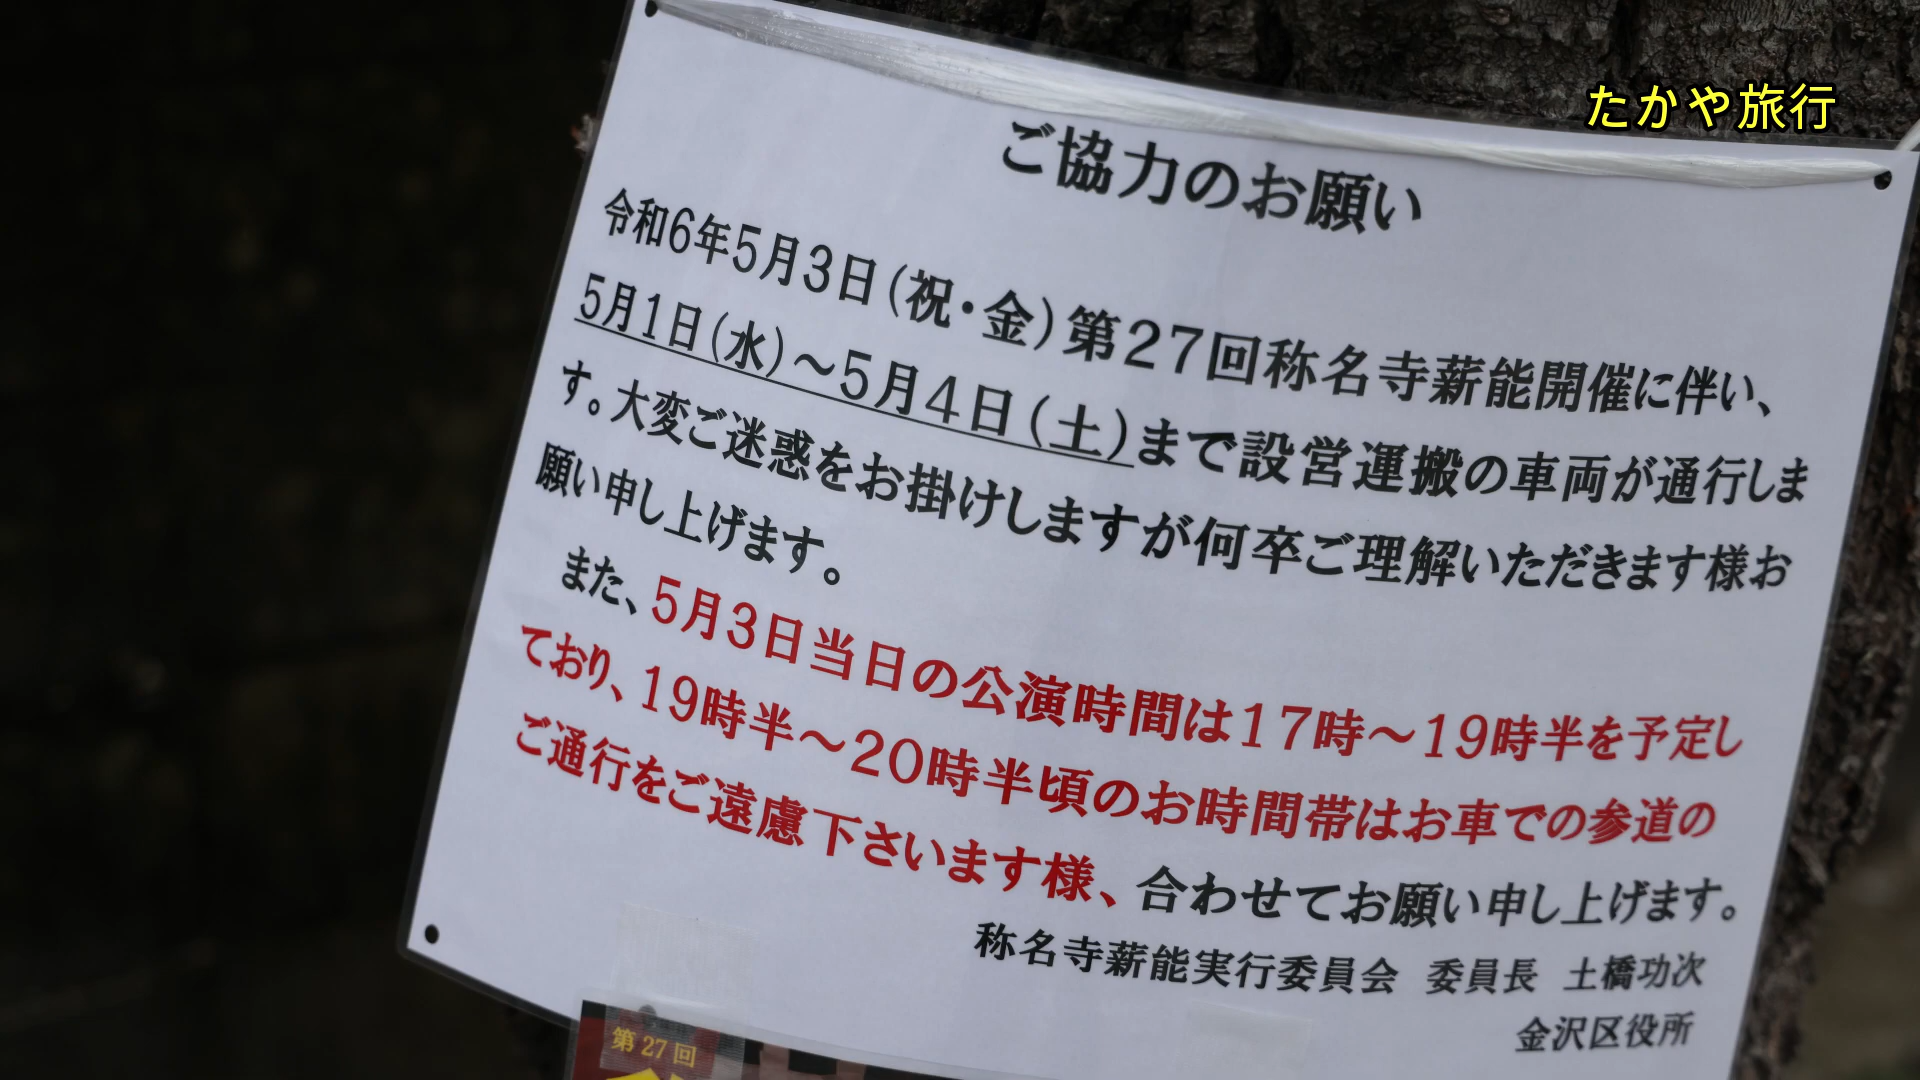 たかや旅行
ご協力のお願い
令和6年5月3日(祝・金)第27回称名寺薪能開催に伴い、
5月1日(水)～5月4日(土)まで設営運搬の車両が通行しま
す。大変ご迷惑をお掛けしますが何卒ご理解いただきます様お
願い申し上げます。
また、5月3日当日の公演時間は17時～19時半を予定し
ており、19時半～20時半頃のお時間帯はお車での参道の
ご通行をご遠慮下さいます様、合わせてお願い申し上げます。
称名寺薪能実行委員会 委員長 土橋功次
金沢区役所
第27回